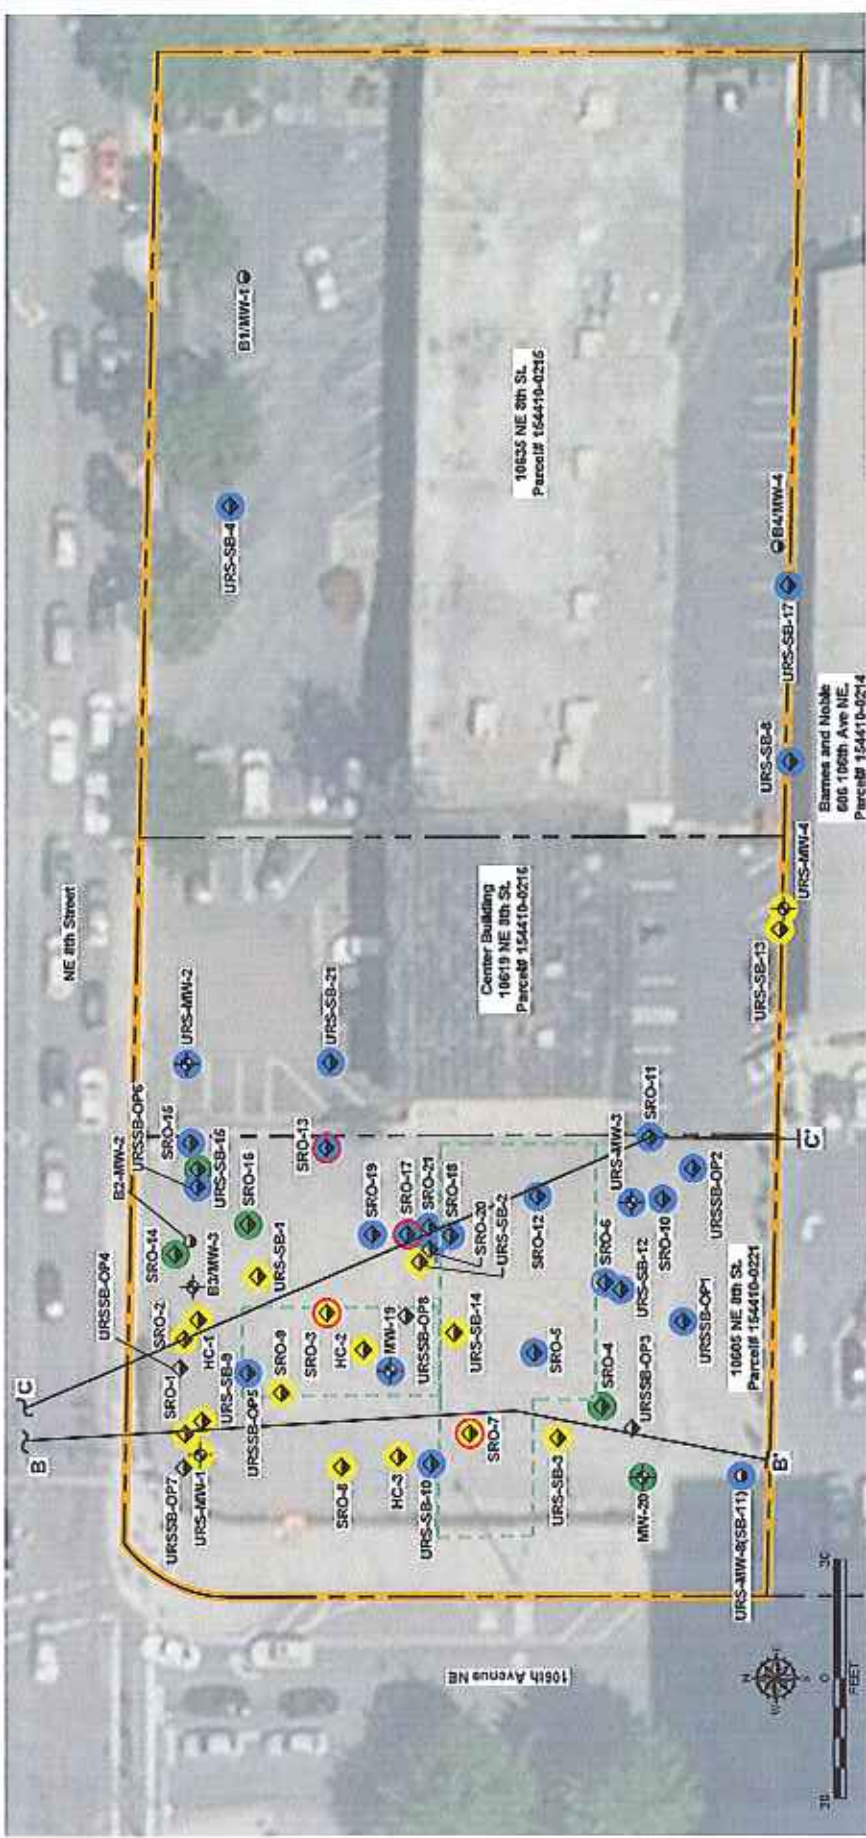 NE 8th Street
C
B
URSSB-OP4
B2-MW-2
URSSB-OP6
SRO-15
URS-MW-2
URS-SB-4
B1/MW-1
SRO-14
B3/MW-3
URS-SB-15
SRO-2
SRO-1
HC-1
URSSB-OP7
URS-MW-1
URS-SB-9
URSSB-OP5
SRO-16
URS-SB-1
SRO-9
SRO-3
HC-2
MW-19
URSSB-OP8
SRO-13
URS-SB-21
SRO-19
SRO-17
SRO-21
SRO-18
SRO-20
URS-SB-2
SRO-8
HC-3
URS-SB-10
SRO-7
URS-SB-14
SRO-5
SRO-12
URS-SB-3
SRO-4
SRO-6
URS-SB-12
URS-MW-3
SRO-11
SRO-10
URSSB-OP2
URSSB-OP1
URSSB-OP3
MW-20
URS-MW-8(SB-11)
B'
C'
10605 NE 8th St.
Parcel# 154410-0221
Center Building
10619 NE 8th St.
Parcel# 154410-0216
10635 NE 8th St.
Parcel# 154410-0215
URS-SB-13
URS-MW-4
URS-SB-8
URS-SB-17
B4/MW-4
Barnes and Noble
606 106th Ave NE.
Parcel# 154410-0214
106th Avenue NE
N
W
S
30
0
30
FEET